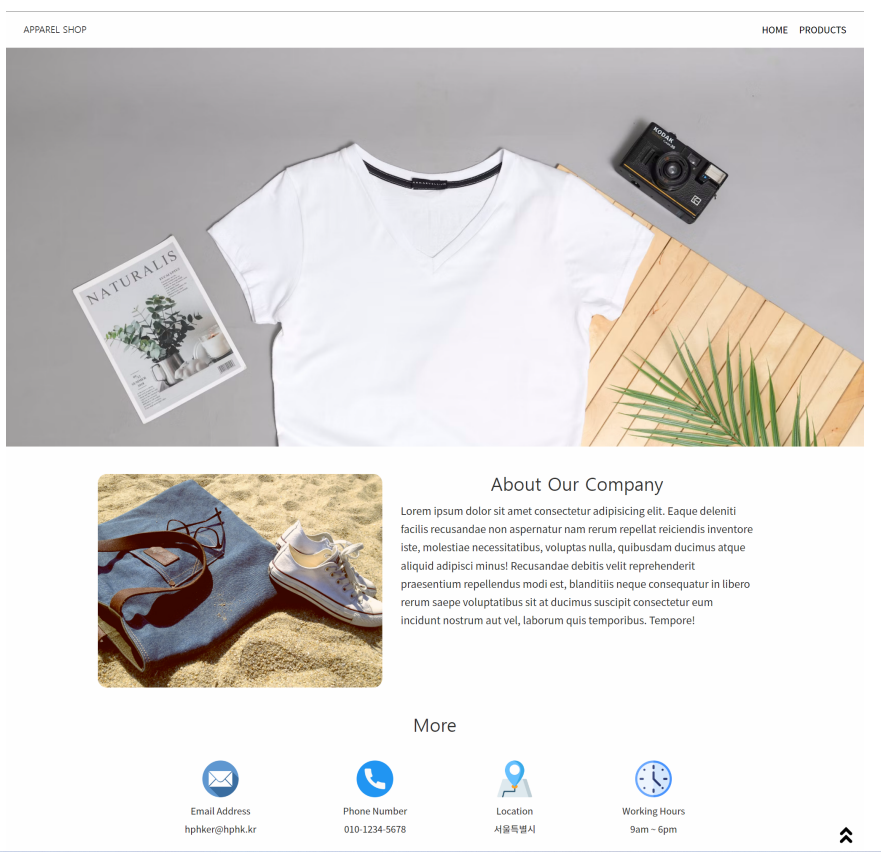 APPAREL SHOP
HOME PRODUCTS
KODAK
NATURALIS
About Our Company
Lorem ipsum dolor sit amet consectetur adipisicing elit. Eaque deleniti
facilis recusandae non aspernatur nam rerum repellat reiciendis inventore
iste, molestiae necessitatibus, voluptas nulla, quibusdam ducimus atque
aliquid adipisci minus! Recusandae debitis velit reprehenderit
praesentium repellendus modi est, blanditiis neque consequatur in libero
rerum saepe voluptatibus sit at ducimus suscipit consectetur eum
incidunt nostrum aut vel, laborum quis temporibus. Tempore!
More
Email Address
hphker@hphk.kr
Phone Number
010-1234-5678
Location
서울특별시
Working Hours
9am ~ 6pm